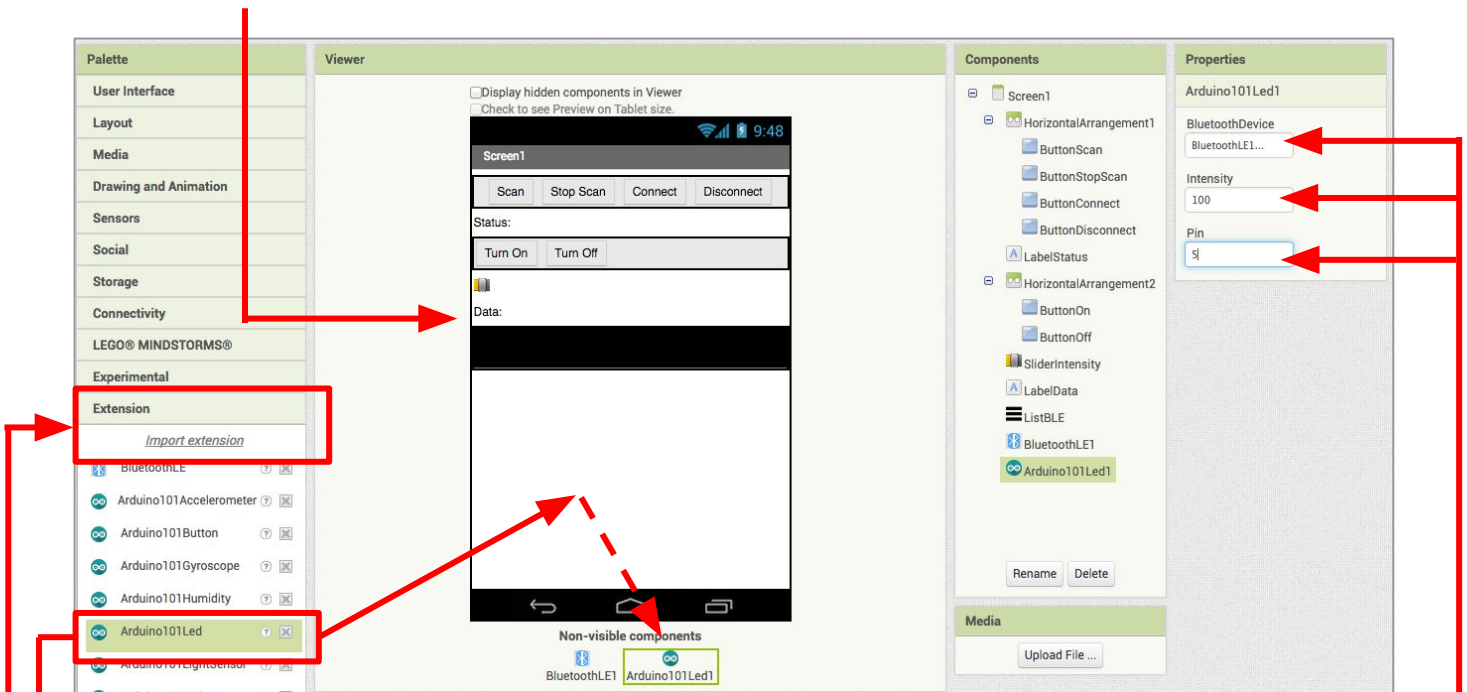 Palette
User Interface
Layout
Media
Drawing and Animation
Sensors
Social
Storage
Connectivity
LEGO® MINDSTORMS®
Experimental
Extension
Import extension
BluetoothLE
Arduino101Accelerometer
Arduino101Button
Arduino101Gyroscope
Arduino101Humidity
Arduino101Led
Arduino101LightSensor
Viewer
Display hidden components in Viewer
Check to see Preview on Tablet size.
9:48
Screen1
Scan Stop Scan Connect Disconnect
Status:
Turn On Turn Off
Data:
Non-visible components
BluetoothLE1 Arduino101Led1
Components
Screen1
HorizontalArrangement1
ButtonScan
ButtonStopScan
ButtonConnect
ButtonDisconnect
LabelStatus
HorizontalArrangement2
ButtonOn
ButtonOff
SliderIntensity
LabelData
ListBLE
BluetoothLE1
Arduino101Led1
Rename Delete
Media
Upload File ...
Properties
Arduino101Led1
BluetoothDevice
BluetoothLE1...
Intensity
100
Pin
5